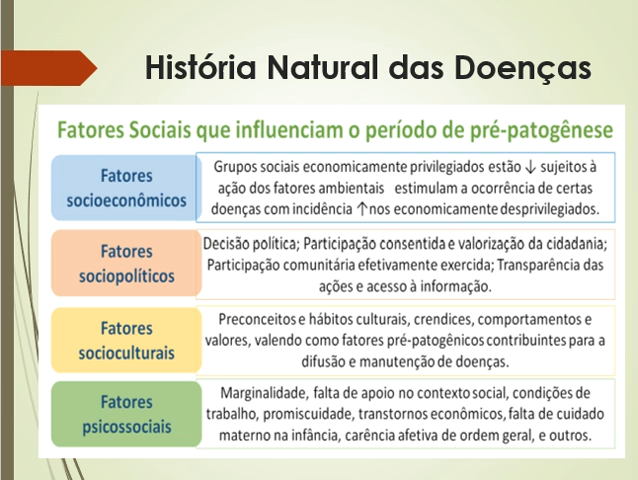 História Natural das Doenças
Fatores Sociais que influenciam o período de pré-patogênese
Fatores
socioeconômicos
Grupos sociais economicamente privilegiados estão ↓ sujeitos à
ação dos fatores ambientais estimulam a ocorrência de certas
doenças com incidência ↑nos economicamente desprivilegiados.
Fatores
sociopolíticos
Decisão política; Participação consentida e valorização da cidadania;
Participação comunitária efetivamente exercida; Transparência das
ações e acesso à informação.
Fatores
socioculturais
Preconceitos e hábitos culturais, crendices, comportamentos e
valores, valendo como fatores pré-patogênicos contribuintes para a
difusão e manutenção de doenças.
Fatores
psicossociais
Marginalidade, falta de apoio no contexto social, condições de
trabalho, promiscuidade, transtornos econômicos, falta de cuidado
materno na infância, carência afetiva de ordem geral, e outros.